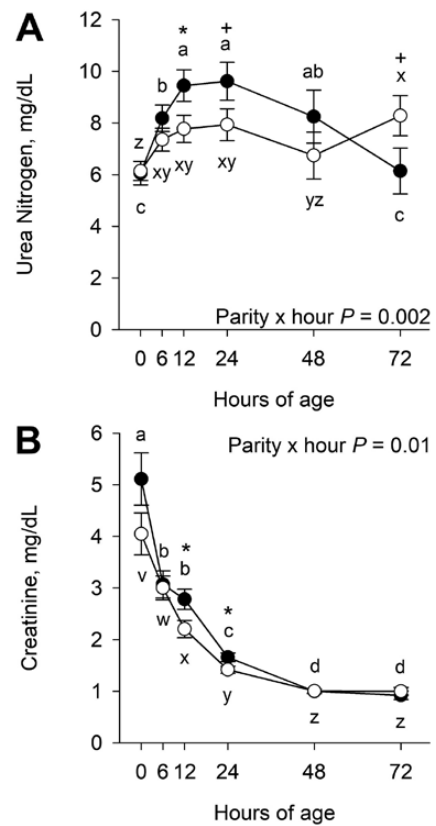 A
Urea Nitrogen, mg/dL
12
10
8
6
4
2
0
z
c
b
xy
*
a
xy
+
a
xy
ab
yz
+
x
c
Parity x hour P = 0.002
0 6 12 24 48 72
Hours of age
B
Creatinine, mg/dL
6
5
4
3
2
1
0
Parity x hour P = 0.01
a
v
b
w
*
b
x
*
c
y
d
z
d
z
0 6 12 24 48 72
Hours of age